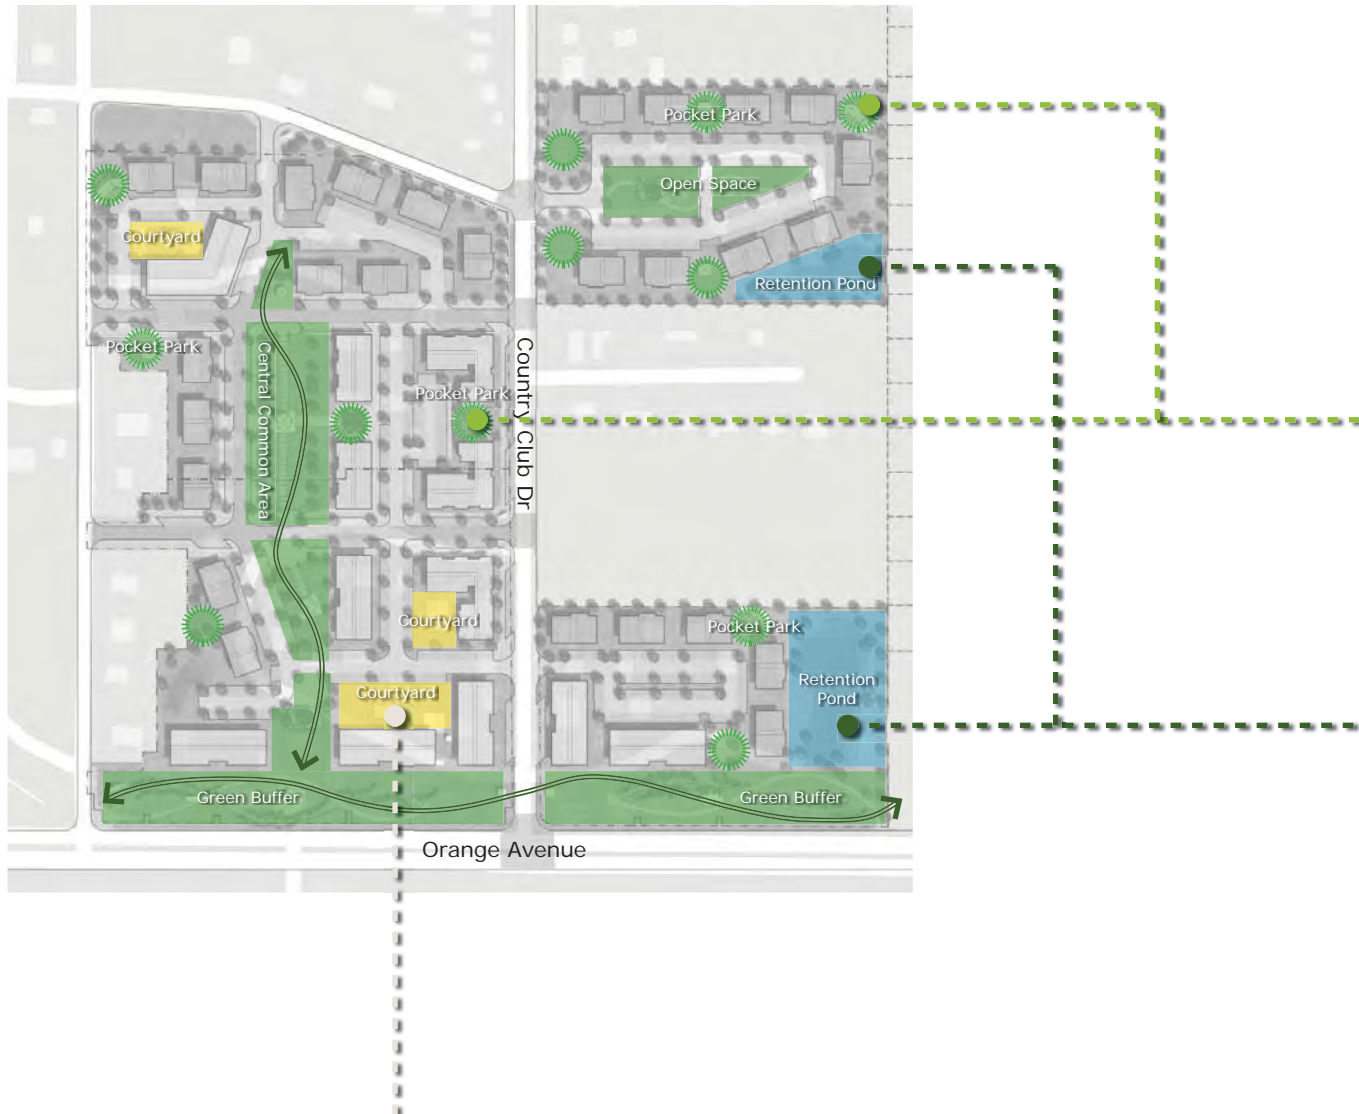 Pocket Park
Open Space
Courtyard
Retention Pond
Pocket Park
Central Common Area
Country Club Dr
Pocket Park
Courtyard
Pocket Park
Retention
Pond
Courtyard
Green Buffer
Green Buffer
Orange Avenue